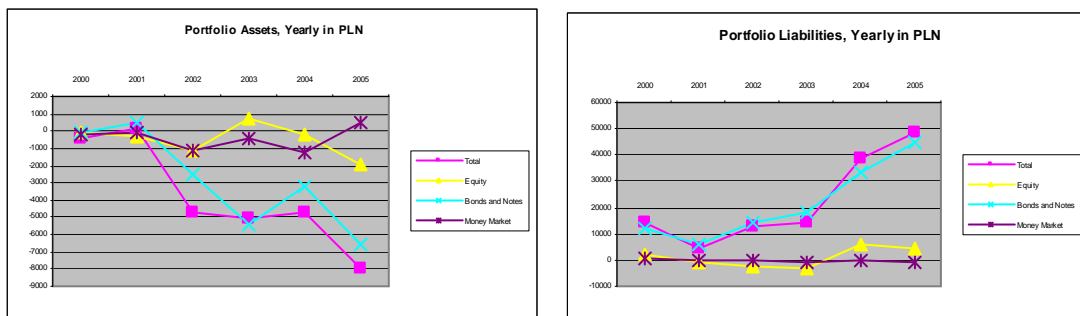 Portfolio Assets, Yearly in PLN
2000 2001 2002 2003 2004 2005
2000
1000
0
-1000
-2000
-3000
-4000
-5000
-6000
-7000
-8000
-9000
Total
Equity
Bonds and Notes
Money Market
Portfolio Liabilities, Yearly in PLN
2000 2001 2002 2003 2004 2005
60000
50000
40000
30000
20000
10000
0
-10000
Total
Equity
Bonds and Notes
Money Market